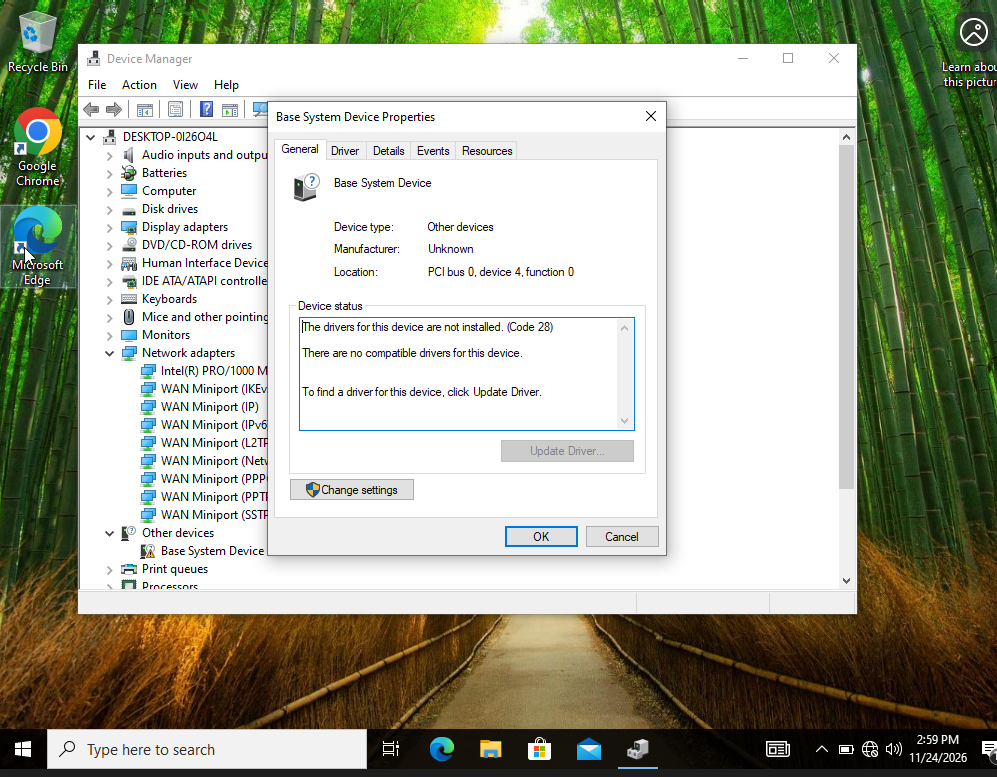 Recycle Bin
Google
Chrome
Microsoft
Edge
Learn abou
this pictur
Device Manager
File Action View Help
DESKTOP-0I26O4L
Audio inputs and outpu
Batteries
Computer
Disk drives
Display adapters
DVD/CD-ROM drives
Human Interface Device
IDE ATA/ATAPI controlle
Keyboards
Mice and other pointing
Monitors
Network adapters
Intel(R) PRO/1000 M
WAN Miniport (IKEv
WAN Miniport (IP)
WAN Miniport (IPv6
WAN Miniport (L2TP
WAN Miniport (Netw
WAN Miniport (PPPO
WAN Miniport (PPTP
WAN Miniport (SSTP
Other devices
Base System Device
Print queues
Processors
Base System Device Properties
General Driver Details Events Resources
Base System Device
Device type: Other devices
Manufacturer: Unknown
Location: PCI bus 0, device 4, function 0
Device status
The drivers for this device are not installed. (Code 28)
There are no compatible drivers for this device.
To find a driver for this device, click Update Driver.
Update Driver...
Change settings
OK Cancel
Type here to search
2:59 PM
11/24/2026